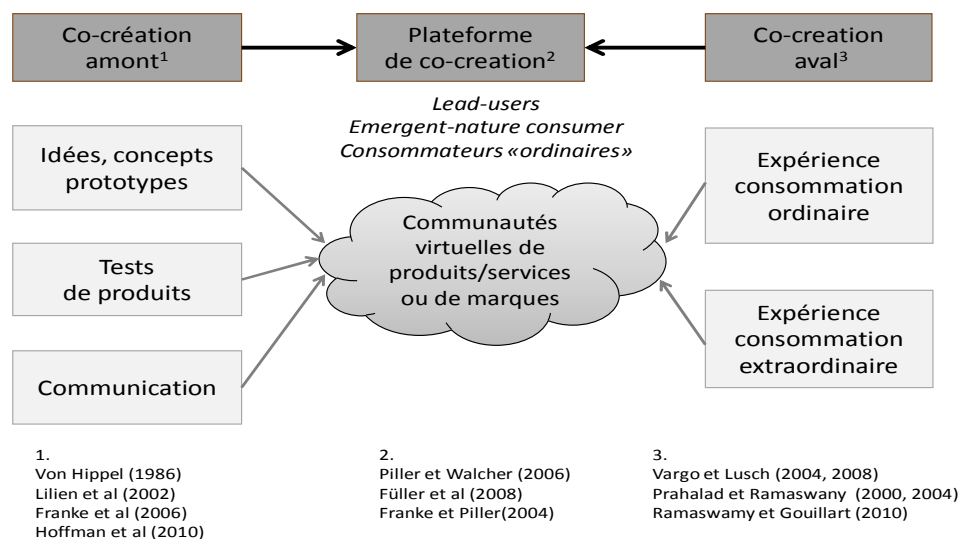 Co-création
amont¹
Plateforme
de co-creation²
Co-creation
aval³
Lead-users
Emergent-nature consumer
Consommateurs «ordinaires»
Idées, concepts
prototypes
Tests
de produits
Communication
Communautés
virtuelles de
produits/services
ou de marques
Expérience
consommation
ordinaire
Expérience
consommation
extraordinaire
1.
Von Hippel (1986)
Lilien et al (2002)
Franke et al (2006)
Hoffman et al (2010)
2.
Piller et Walcher (2006)
Füller et al (2008)
Franke et Piller(2004)
3.
Vargo et Lusch (2004, 2008)
Prahalad et Ramaswany (2000, 2004)
Ramaswamy et Gouillart (2010)